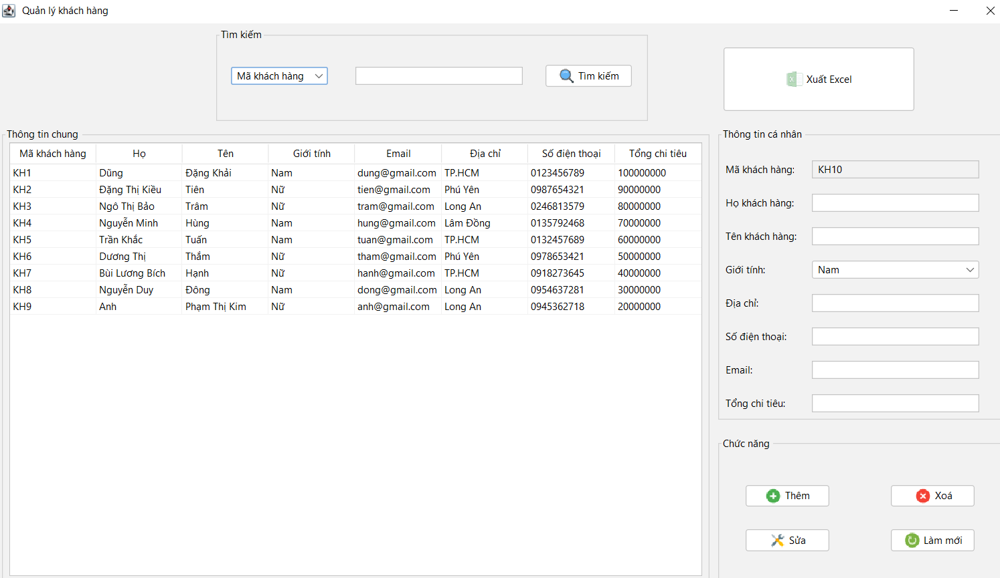 Quản lý khách hàng
Tìm kiếm
Mã khách hàng
Tìm kiếm
Xuất Excel
Thông tin chung
Mã khách hàng Họ Tên Giới tính Email Địa chỉ Số điện thoại Tổng chi tiêu
KH1 Dũng Đặng Khải Nam dung@gmail.com TP.HCM 0123456789 100000000
KH2 Đặng Thị Kiều Tiên Nữ tien@gmail.com Phú Yên 0987654321 90000000
KH3 Ngô Thị Bảo Trâm Nữ tram@gmail.com Long An 0246813579 80000000
KH4 Nguyễn Minh Hùng Nam hung@gmail.com Lâm Đồng 0135792468 70000000
KH5 Trần Khắc Tuấn Nam tuan@gmail.com TP.HCM 0132457689 60000000
KH6 Dương Thị Thắm Nữ tham@gmail.com Phú Yên 0978653421 50000000
KH7 Bùi Lương Bích Hạnh Nữ hanh@gmail.com TP.HCM 0918273645 40000000
KH8 Nguyễn Duy Đông Nam dong@gmail.com Long An 0954637281 30000000
KH9 Anh Phạm Thị Kim Nữ anh@gmail.com Long An 0945362718 20000000
Thông tin cá nhân
Mã khách hàng: KH10
Họ khách hàng:
Tên khách hàng:
Giới tính: Nam
Địa chỉ:
Số điện thoại:
Email:
Tổng chi tiêu:
Chức năng
Thêm Xoá
Sửa Làm mới